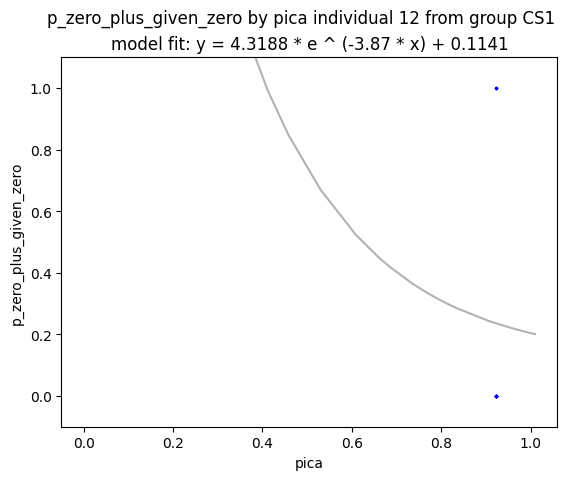 p_zero_plus_given_zero by pica individual 12 from group CS1
model fit: y = 4.3188 * e ^ (-3.87 * x) + 0.1141
1.0
0.8
0.6
0.4
0.2
0.0
p_zero_plus_given_zero
0.0 0.2 0.4 0.6 0.8 1.0
pica